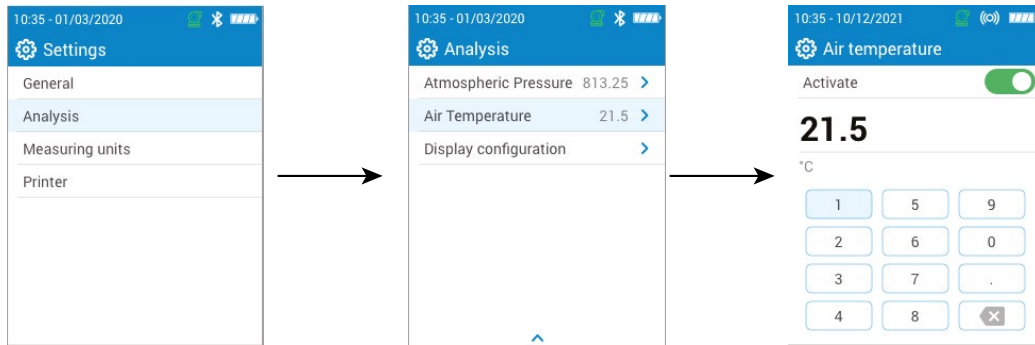 10:35 - 01/03/2020
Settings
General
Analysis
Measuring units
Printer
10:35 - 01/03/2020
Analysis
Atmospheric Pressure 813.25
Air Temperature 21.5
Display configuration
10:35 - 10/12/2021
Air temperature
Activate
21.5
°C
1 5 9
2 6 0
3 7 .
4 8